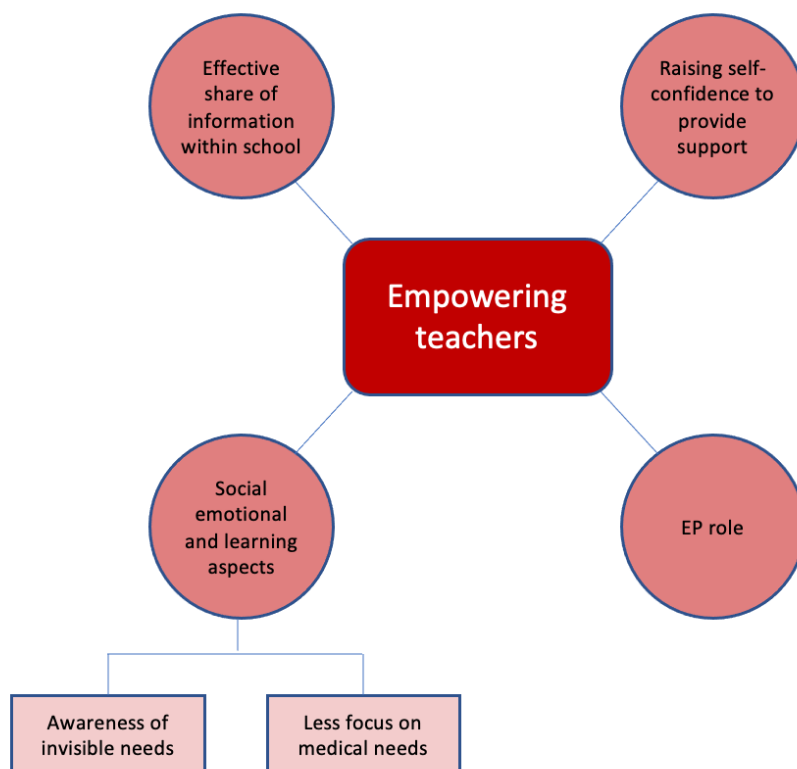 Effective
share of
information
within school
Raising self-
confidence to
provide
support
Empowering
teachers
Social
emotional
and learning
aspects
EP role
Awareness of
invisible needs
Less focus on
medical needs